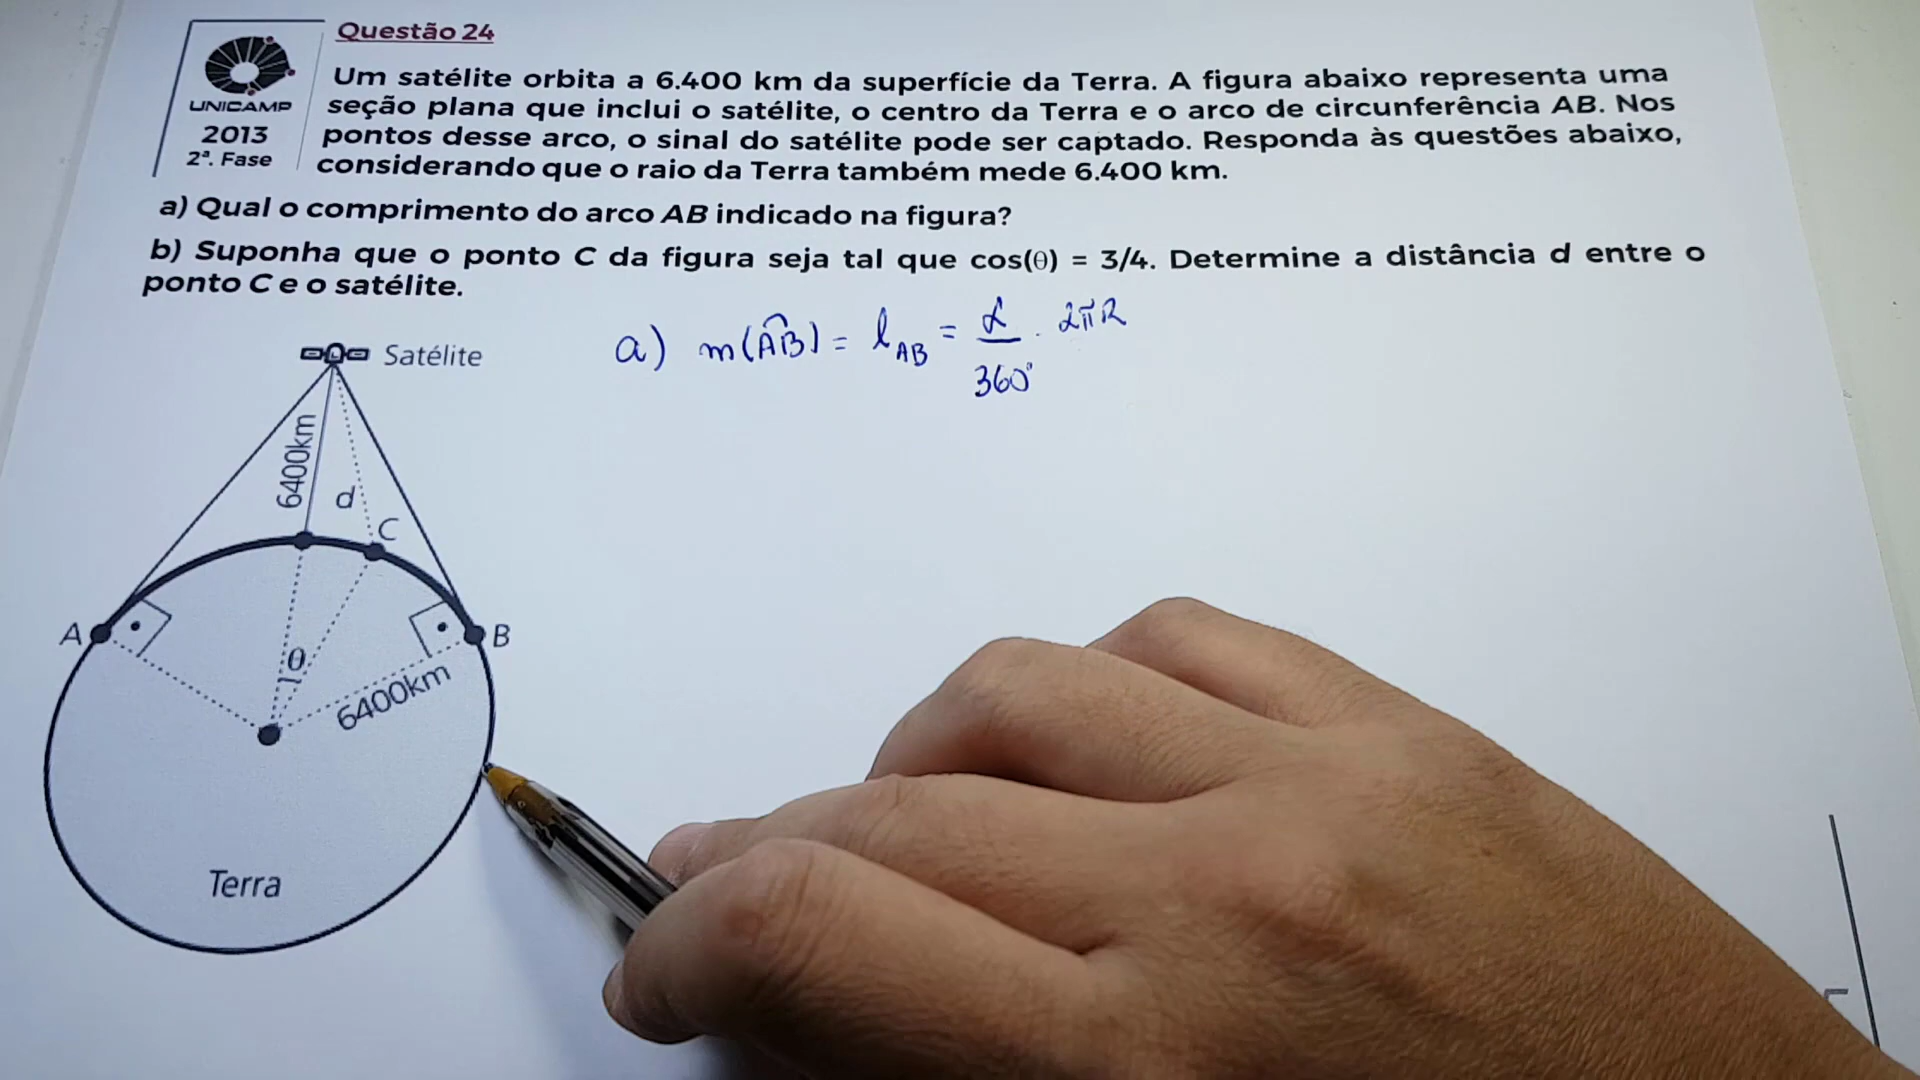 Questão 24
UNICAMP
2013
2ª. Fase
Um satélite orbita a 6.400 km da superfície da Terra. A figura abaixo representa uma
seção plana que inclui o satélite, o centro da Terra e o arco de circunferência AB. Nos
pontos desse arco, o sinal do satélite pode ser captado. Responda às questões abaixo,
considerando que o raio da Terra também mede 6.400 km.
a) Qual o comprimento do arco AB indicado na figura?
b) Suponha que o ponto C da figura seja tal que cos(θ) = 3/4. Determine a distância d entre o
ponto C e o satélite.
a) m(AB) = l AB = α / 360° . 2πR
Satélite
6400km
d
C
A
B
θ
6400km
Terra